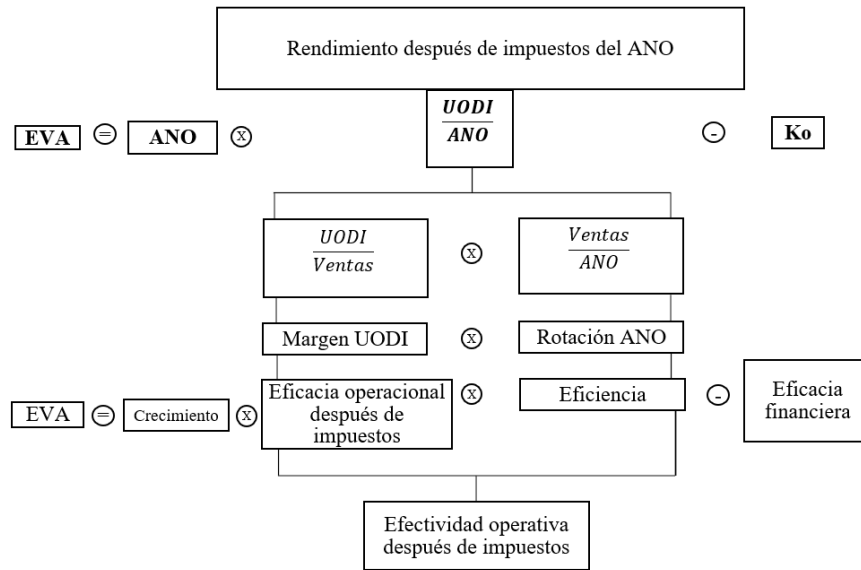 Rendimiento después de impuestos del ANO
EVA = ANO x UODI / ANO - Ko
UODI / Ventas x Ventas / ANO
Margen UODI x Rotación ANO
EVA = Crecimiento x Eficacia operacional
después de
impuestos x Eficiencia - Eficacia
financiera
Efectividad operativa
después de impuestos